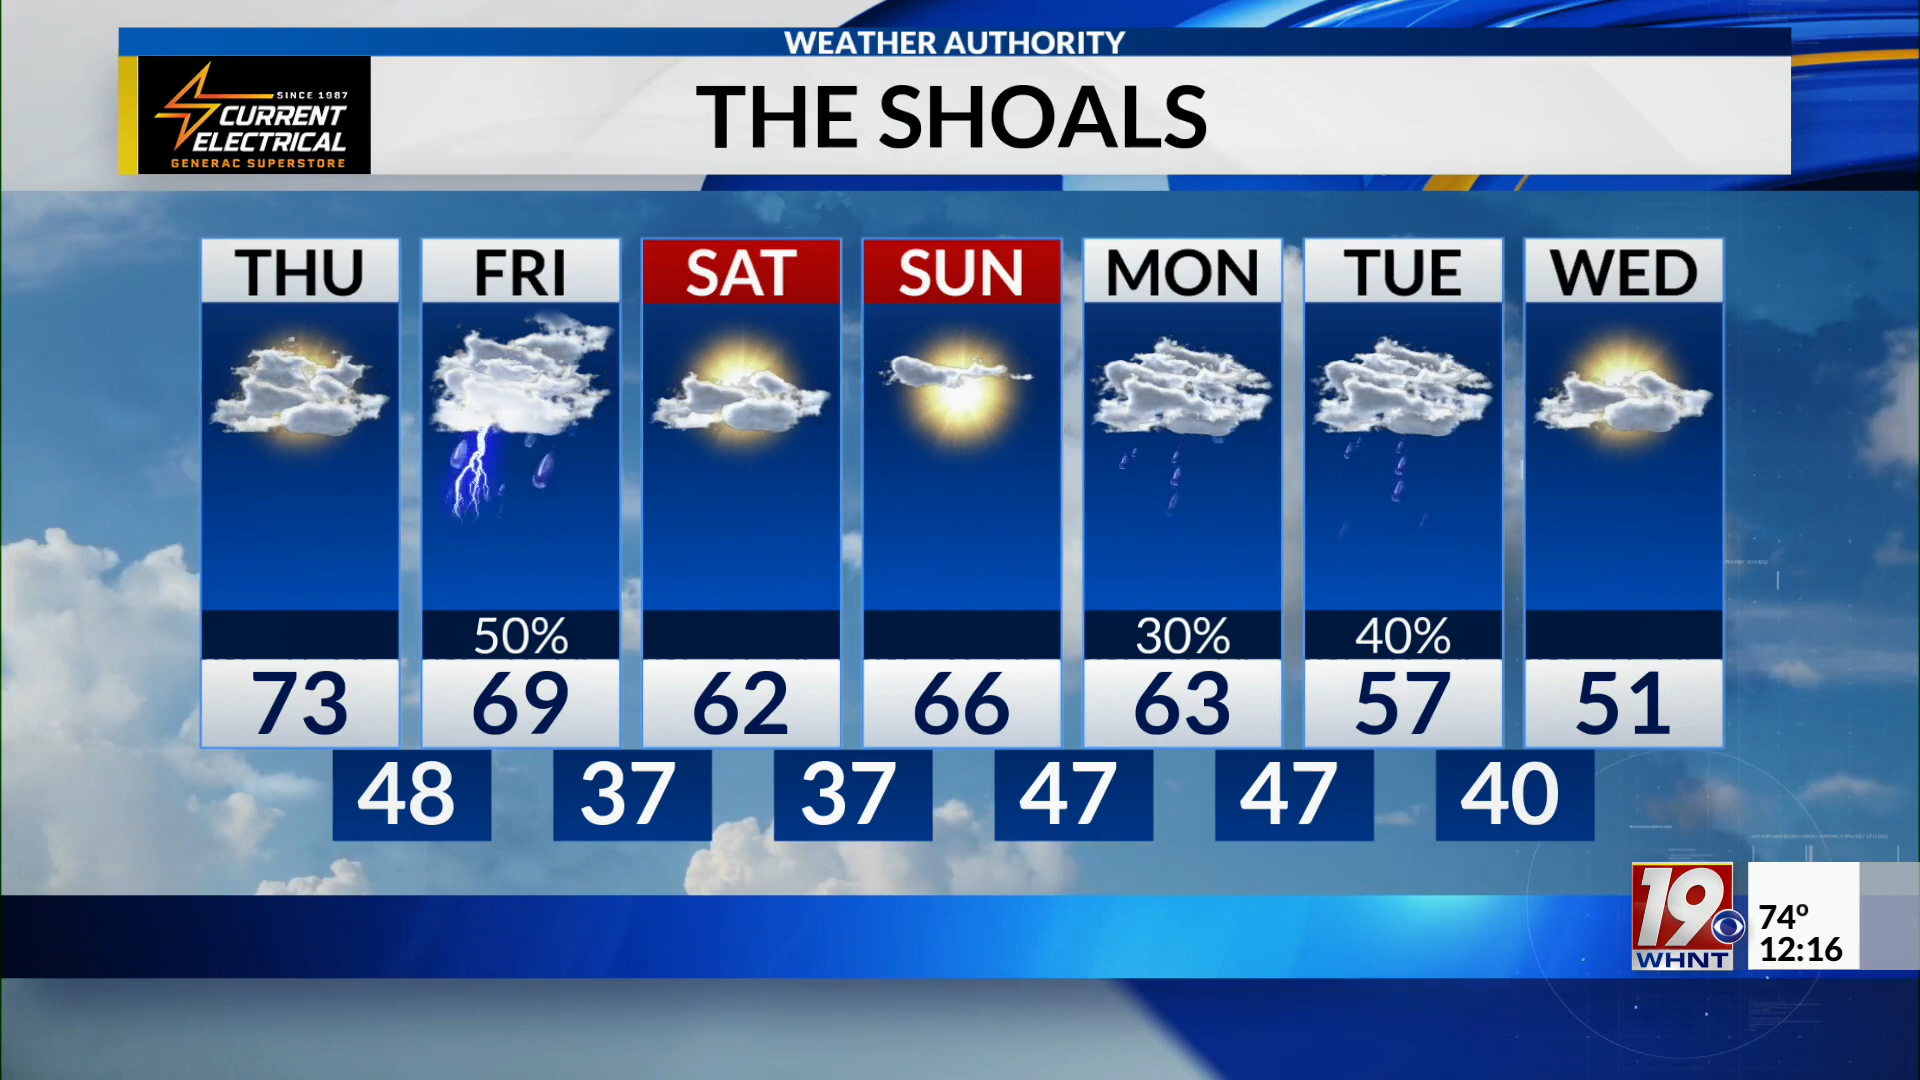 WEATHER AUTHORITY
SINCE 1987
CURRENT
ELECTRICAL
GENERAC SUPERSTORE
THE SHOALS
THU FRI SAT SUN MON TUE WED
50% 30% 40%
73 69 62 66 63 57 51
48 37 37 47 47 40
19
WHNT
74º
12:16